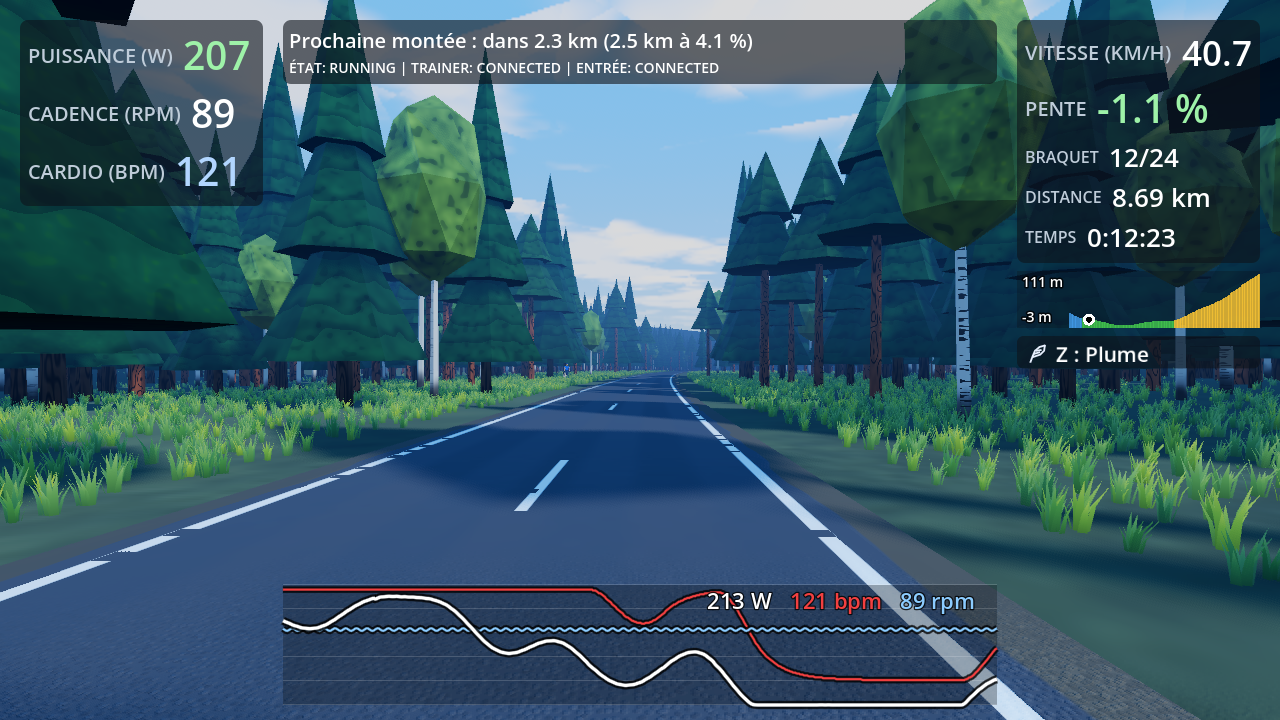 PUISSANCE (W) 207
CADENCE (RPM) 89
CARDIO (BPM) 121
Prochaine montée : dans 2.3 km (2.5 km à 4.1 %)
ÉTAT: RUNNING | TRAINER: CONNECTED | ENTRÉE: CONNECTED
VITESSE (KM/H) 40.7
PENTE -1.1 %
BRAQUET 12/24
DISTANCE 8.69 km
TEMPS 0:12:23
111 m
-3 m
Z : Plume
213 W 121 bpm 89 rpm